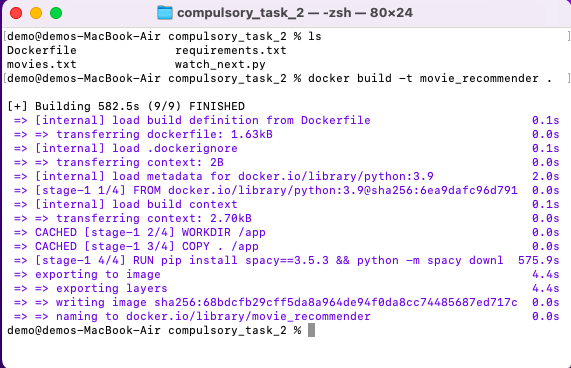 compulsory_task_2 — -zsh — 80×24
[demo@demos-MacBook-Air compulsory_task_2 % ls ]
Dockerfile requirements.txt
movies.txt watch_next.py
[demo@demos-MacBook-Air compulsory_task_2 % docker build -t movie_recommender . ]
[+] Building 582.5s (9/9) FINISHED
=> [internal] load build definition from Dockerfile 0.1s
=> => transferring dockerfile: 1.63kB 0.0s
=> [internal] load .dockerignore 0.1s
=> => transferring context: 2B 0.0s
=> [internal] load metadata for docker.io/library/python:3.9 2.0s
=> [stage-1 1/4] FROM docker.io/library/python:3.9@sha256:6ea9dafc96d791 0.0s
=> [internal] load build context 0.1s
=> => transferring context: 2.70kB 0.0s
=> CACHED [stage-1 2/4] WORKDIR /app 0.0s
=> CACHED [stage-1 3/4] COPY . /app 0.0s
=> [stage-1 4/4] RUN pip install spacy==3.5.3 && python -m spacy downl 575.9s
=> exporting to image 4.4s
=> => exporting layers 4.4s
=> => writing image sha256:68bdcfb29cff5da8a964de94f0da8cc74485687ed717c 0.0s
=> => naming to docker.io/library/movie_recommender 0.0s
demo@demos-MacBook-Air compulsory_task_2 %